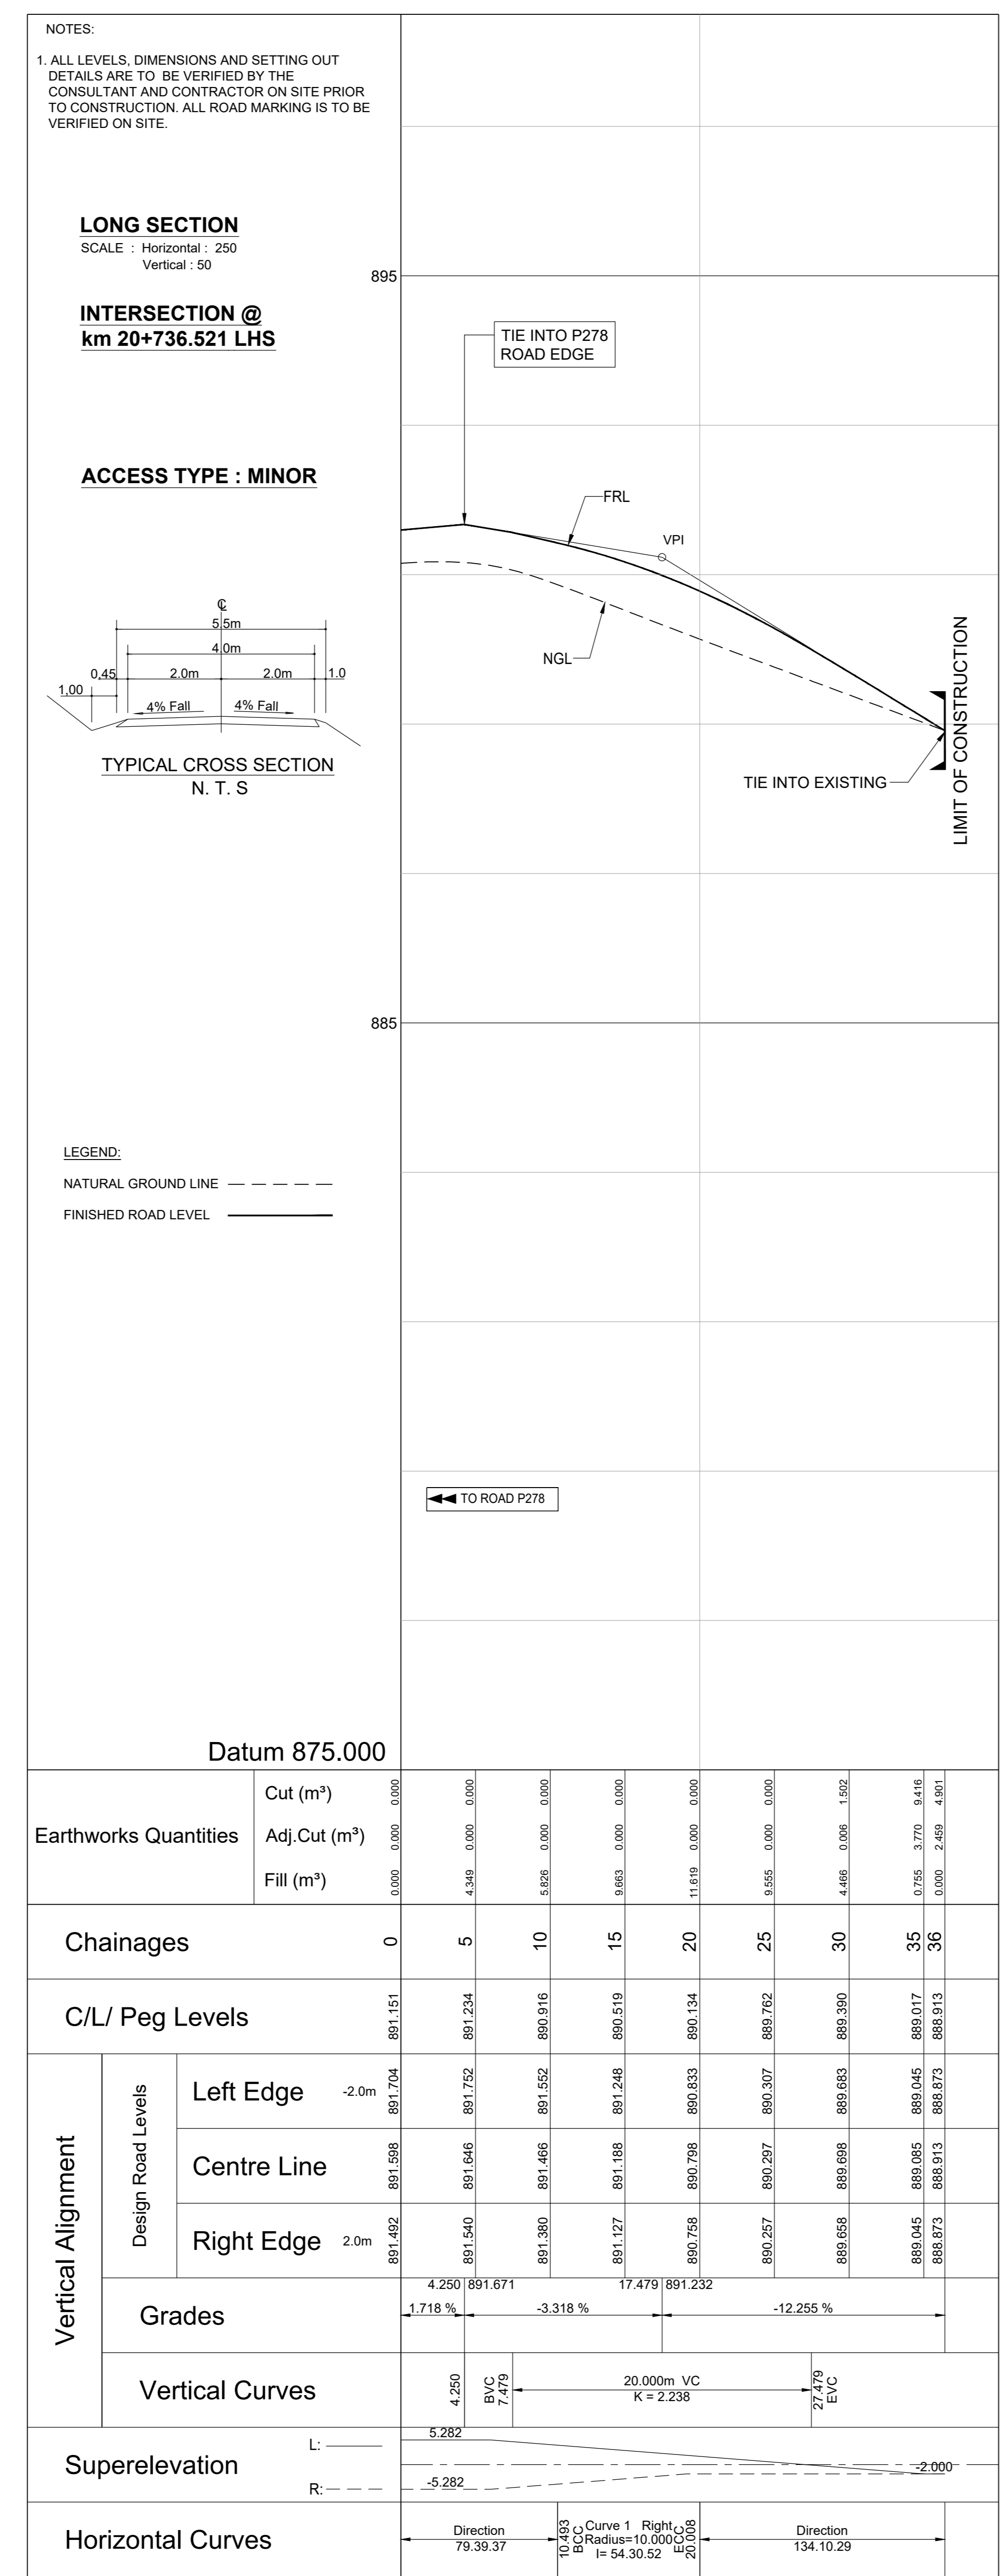 NOTES:
1. ALL LEVELS, DIMENSIONS AND SETTING OUT
DETAILS ARE TO BE VERIFIED BY THE
CONSULTANT AND CONTRACTOR ON SITE PRIOR
TO CONSTRUCTION. ALL ROAD MARKING IS TO BE
VERIFIED ON SITE.
LONG SECTION
SCALE : Horizontal : 250
Vertical : 50
895
INTERSECTION @
km 20+736.521 LHS
TIE INTO P278
ROAD EDGE
ACCESS TYPE : MINOR
FRL
VPI
NGL
TIE INTO EXISTING
LIMIT OF CONSTRUCTION
℄
5.5m
4.0m
0.45 2.0m 2.0m 1.0
1.00
4% Fall 4% Fall
TYPICAL CROSS SECTION
N. T. S
885
LEGEND:
NATURAL GROUND LINE
FINISHED ROAD LEVEL
TO ROAD P278
Datum 875.000
Earthworks Quantities
Cut (m³) 0.000 0.000 0.000 0.000 0.000 0.000 1.502 9.416 4.901
Adj.Cut (m³) 0.000 0.000 0.000 0.000 0.000 0.000 0.006 3.770 2.459
Fill (m³) 0.000 4.349 5.826 9.663 11.619 9.555 4.466 0.755 0.000
Chainages 0 5 10 15 20 25 30 35 36
C/L/ Peg Levels 891.151 891.234 890.916 890.519 890.134 889.762 889.390 889.017 888.913
Vertical Alignment
Design Road Levels
Left Edge -2.0m 891.704 891.752 891.552 891.248 890.833 890.307 889.683 889.045 888.873
Centre Line 891.598 891.646 891.466 891.188 890.798 890.297 889.698 889.085 888.913
Right Edge 2.0m 891.492 891.540 891.380 891.127 890.758 890.257 889.658 889.045 888.873
4.250 891.671 17.479 891.232
Grades 1.718 % -3.318 % -12.255 %
Vertical Curves 4.250 BVC 7.479 20.000m VC K = 2.238 27.479 EVC
Superelevation
L: 5.282
R: -5.282 -2.000
Horizontal Curves
Direction
79.39.37
10.493
BCC
Curve 1 Right
Radius=10.000
I= 54.30.52
ECC
20.008
Direction
134.10.29